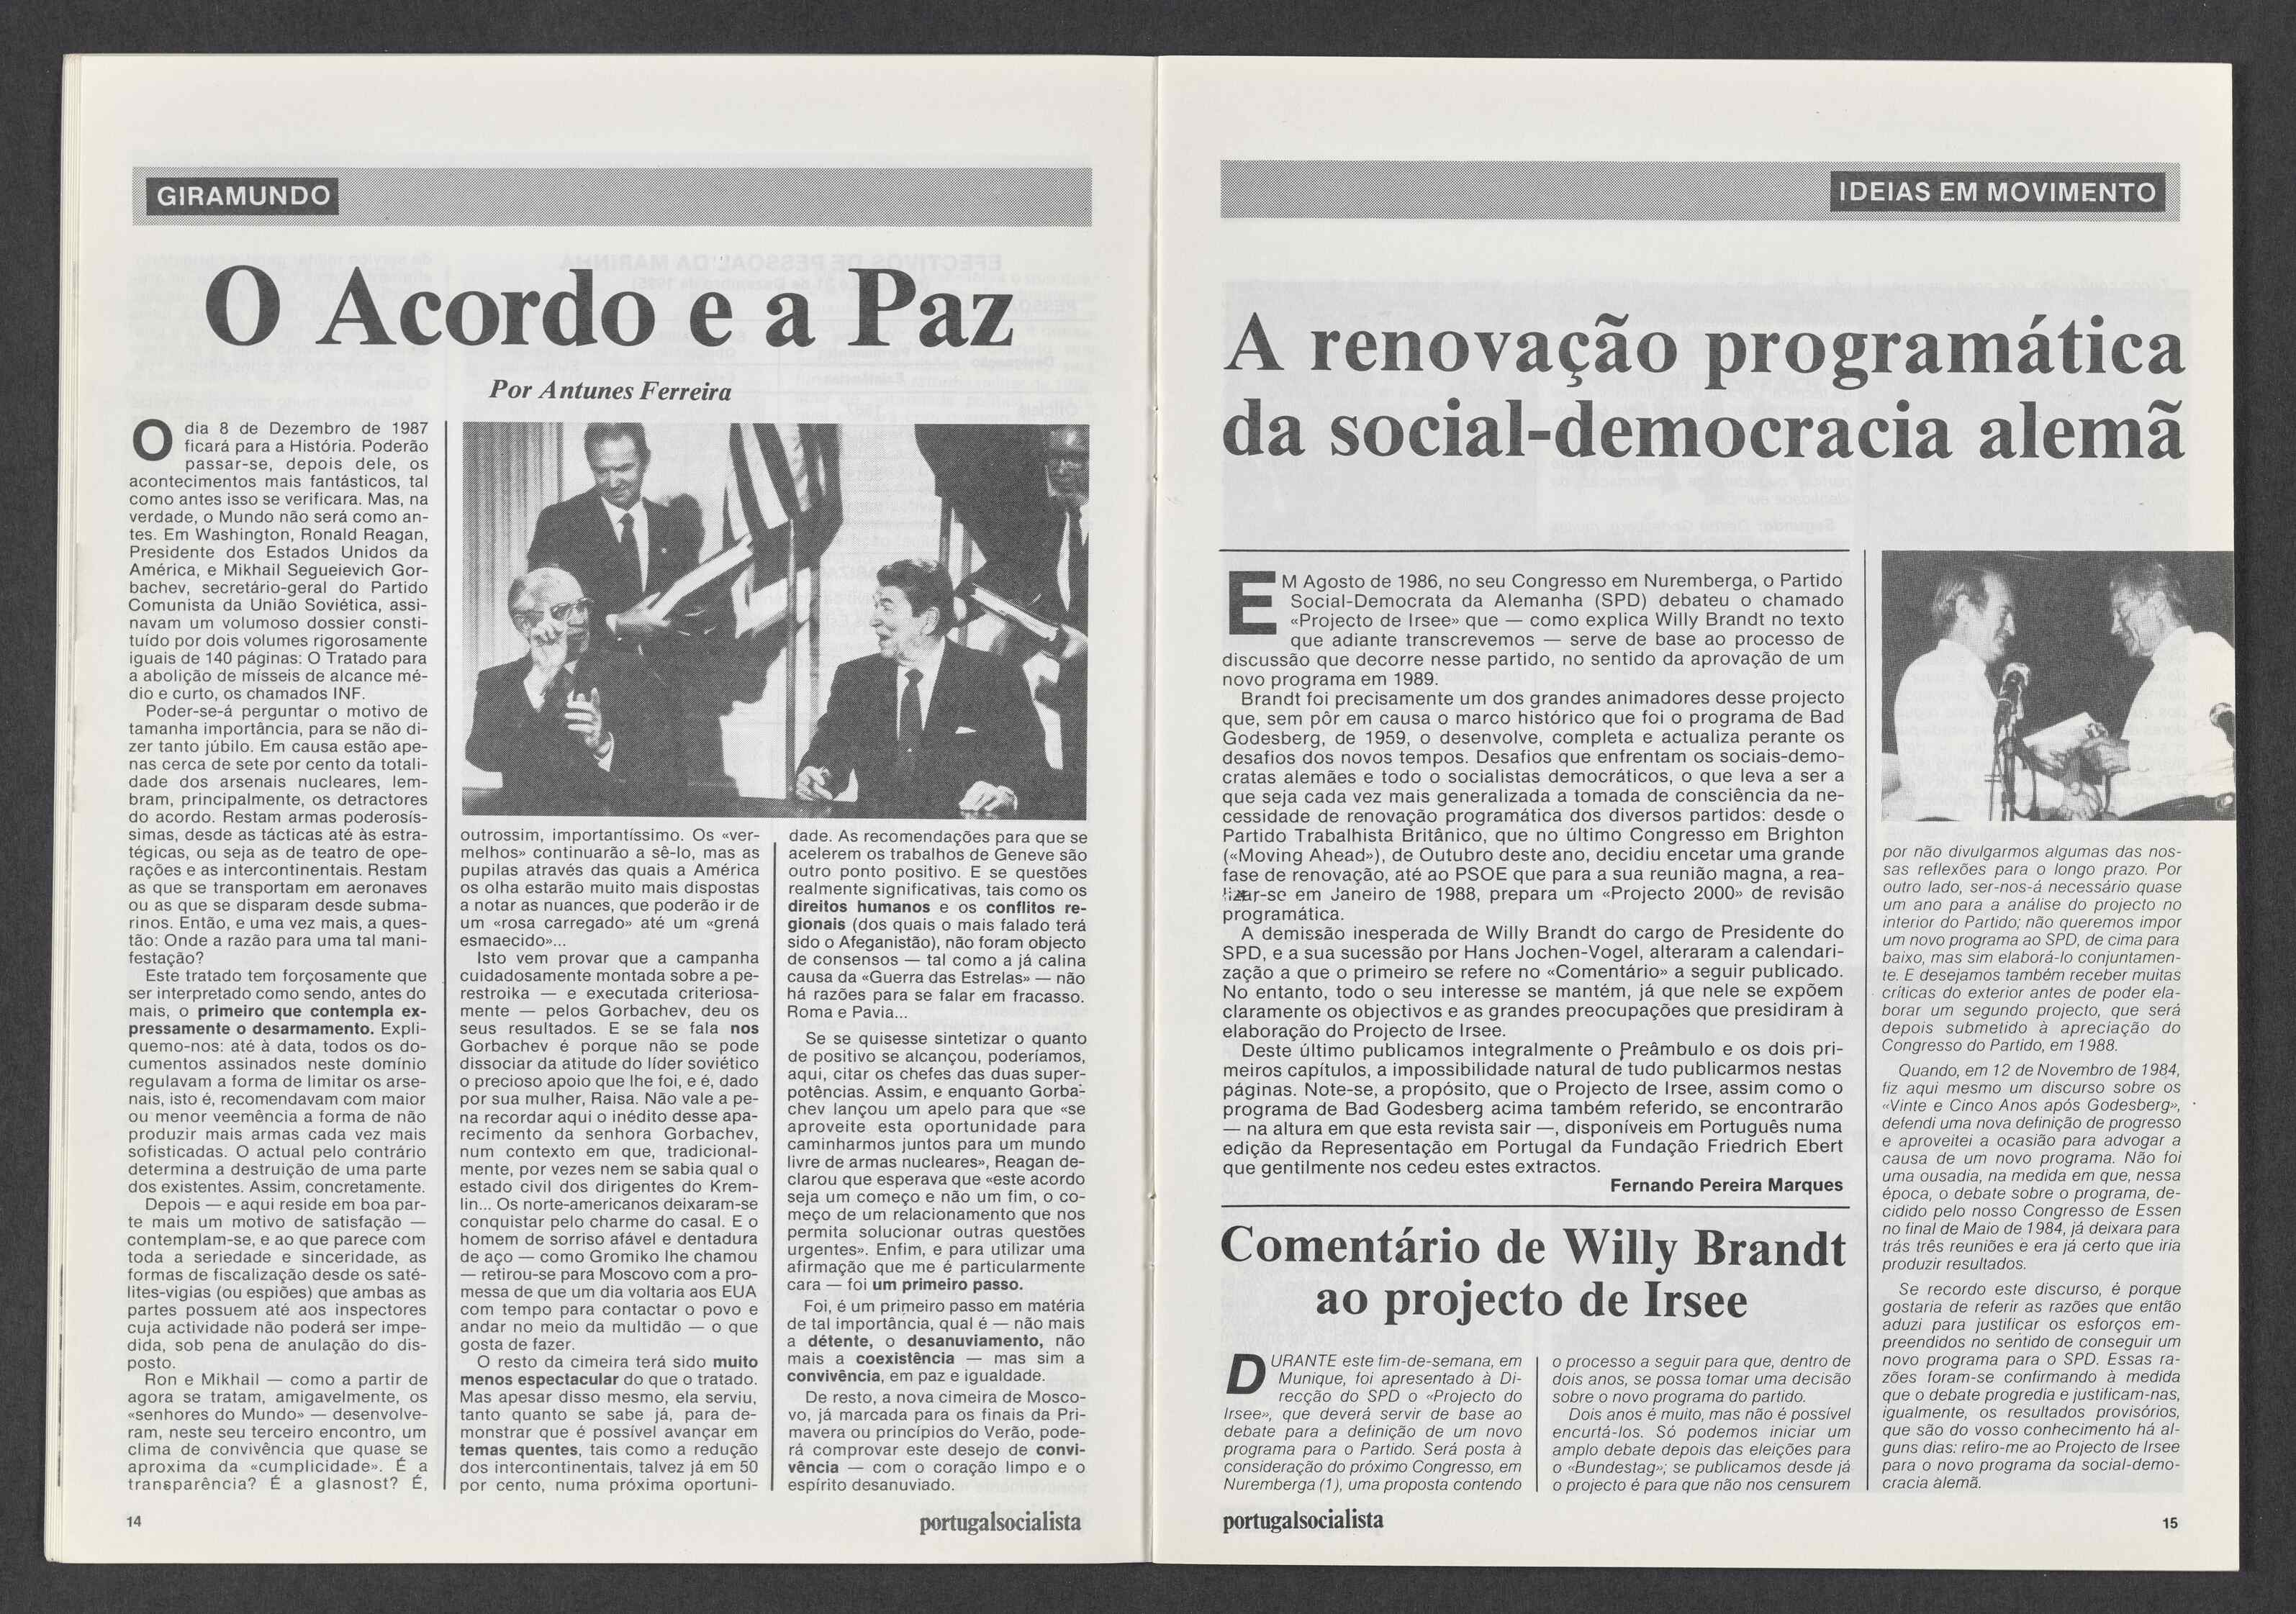 GIRAMUNDO
O Acordo e a Paz
Por Antunes Ferreira
O dia 8 de Dezembro de 1987
ficará para a História. Poderão
passar-se, depois dele, os
acontecimentos mais fantásticos, tal
como antes isso se verificara. Mas, na
verdade, o Mundo não será como an-
tes. Em Washington, Ronald Reagan,
Presidente dos Estados Unidos da
América, e Mikhail Segueievich Gor-
bachev, secretário-geral do Partido
Comunista da União Soviética, assi-
navam um volumoso dossier consti-
tuído por dois volumes rigorosamente
iguais de 140 páginas: O Tratado para
a abolição de mísseis de alcance mé-
dio e curto, os chamados INF.
Poder-se-á perguntar o motivo de
tamanha importância, para se não di-
zer tanto júbilo. Em causa estão ape-
nas cerca de sete por cento da totali-
dade dos arsenais nucleares, lem-
bram, principalmente, os detractores
do acordo. Restam armas poderosís-
simas, desde as tácticas até às estra-
tégicas, ou seja as de teatro de ope-
rações e as intercontinentais. Restam
as que se transportam em aeronaves
ou as que se disparam desde subma-
rinos. Então, e uma vez mais, a ques-
tão: Onde a razão para uma tal mani-
festação?
Este tratado tem forçosamente que
ser interpretado como sendo, antes do
mais, o primeiro que contempla ex-
pressamente o desarmamento. Expli-
quemo-nos: até à data, todos os do-
cumentos assinados neste domínio
regulavam a forma de limitar os arse-
nais, isto é, recomendavam com maior
ou menor veemência a forma de não
produzir mais armas cada vez mais
sofisticadas. O actual pelo contrário
determina a destruição de uma parte
dos existentes. Assim, concretamente.
Depois — e aqui reside em boa par-
te mais um motivo de satisfação —
contemplam-se, e ao que parece com
toda a seriedade e sinceridade, as
formas de fiscalização desde os saté-
lites-vigias (ou espiões) que ambas as
partes possuem até aos inspectores
cuja actividade não poderá ser impe-
dida, sob pena de anulação do dis-
posto.
Ron e Mikhail — como a partir de
agora se tratam, amigavelmente, os
«senhores do Mundo» — desenvolve-
ram, neste seu terceiro encontro, um
clima de convivência que quase se
aproxima da «cumplicidade». É a
transparência? É a glasnost? É,
outrossim, importantíssimo. Os «ver-
melhos» continuarão a sê-lo, mas as
pupilas através das quais a América
os olha estarão muito mais dispostas
a notar as nuances, que poderão ir de
um «rosa carregado» até um «grená
esmaecido»...
Isto vem provar que a campanha
cuidadosamente montada sobre a pe-
restroika — e executada criteriosa-
mente — pelos Gorbachev, deu os
seus resultados. E se se fala nos
Gorbachev é porque não se pode
dissociar da atitude do líder soviético
o precioso apoio que lhe foi, e é, dado
por sua mulher, Raisa. Não vale a pe-
na recordar aqui o inédito desse apa-
recimento da senhora Gorbachev,
num contexto em que, tradicional-
mente, por vezes nem se sabia qual o
estado civil dos dirigentes do Krem-
lin... Os norte-americanos deixaram-se
conquistar pelo charme do casal. E o
homem de sorriso afável e dentadura
de aço — como Gromiko lhe chamou
— retirou-se para Moscovo com a pro-
messa de que um dia voltaria aos EUA
com tempo para contactar o povo e
andar no meio da multidão — o que
gosta de fazer.
O resto da cimeira terá sido muito
menos espectacular do que o tratado.
Mas apesar disso mesmo, ela serviu,
tanto quanto se sabe já, para de-
monstrar que é possível avançar em
temas quentes, tais como a redução
dos intercontinentais, talvez já em 50
por cento, numa próxima oportuni-
dade. As recomendações para que se
acelerem os trabalhos de Geneve são
outro ponto positivo. E se questões
realmente significativas, tais como os
direitos humanos e os conflitos re-
gionais (dos quais o mais falado terá
sido o Afeganistão), não foram objecto
de consensos — tal como a já calina
causa da «Guerra das Estrelas» — não
há razões para se falar em fracasso.
Roma e Pavia...
Se se quisesse sintetizar o quanto
de positivo se alcançou, poderíamos,
aqui, citar os chefes das duas super-
potências. Assim, e enquanto Gorba-
chev lançou um apelo para que «se
aproveite esta oportunidade para
caminharmos juntos para um mundo
livre de armas nucleares», Reagan de-
clarou que esperava que «este acordo
seja um começo e não um fim, o co-
meço de um relacionamento que nos
permita solucionar outras questões
urgentes». Enfim, e para utilizar uma
afirmação que me é particularmente
cara — foi um primeiro passo.
Foi, é um primeiro passo em matéria
de tal importância, qual é — não mais
a détente, o desanuviamento, não
mais a coexistência — mas sim a
convivência, em paz e igualdade.
De resto, a nova cimeira de Mosco-
vo, já marcada para os finais da Pri-
mavera ou princípios do Verão, pode-
rá comprovar este desejo de convi-
vência — com o coração limpo e o
espírito desanuviado.
14
portugalsocialista
IDEIAS EM MOVIMENTO
A renovação programática
da social-democracia alemã
EM Agosto de 1986, no seu Congresso em Nuremberga, o Partido
Social-Democrata da Alemanha (SPD) debateu o chamado
«Projecto de Irsee» que — como explica Willy Brandt no texto
que adiante transcrevemos — serve de base ao processo de
discussão que decorre nesse partido, no sentido da aprovação de um
novo programa em 1989.
Brandt foi precisamente um dos grandes animadores desse projecto
que, sem pôr em causa o marco histórico que foi o programa de Bad
Godesberg, de 1959, o desenvolve, completa e actualiza perante os
desafios dos novos tempos. Desafios que enfrentam os sociais-demo-
cratas alemães e todo o socialistas democráticos, o que leva a ser a
que seja cada vez mais generalizada a tomada de consciência da ne-
cessidade de renovação programática dos diversos partidos: desde o
Partido Trabalhista Britânico, que no último Congresso em Brighton
(«Moving Ahead»), de Outubro deste ano, decidiu encetar uma grande
fase de renovação, até ao PSOE que para a sua reunião magna, a rea-
lizar-se em Janeiro de 1988, prepara um «Projecto 2000» de revisão
programática.
A demissão inesperada de Willy Brandt do cargo de Presidente do
SPD, e a sua sucessão por Hans Jochen-Vogel, alteraram a calendari-
zação a que o primeiro se refere no «Comentário» a seguir publicado.
No entanto, todo o seu interesse se mantém, já que nele se expõem
claramente os objectivos e as grandes preocupações que presidiram à
elaboração do Projecto de Irsee.
Deste último publicamos integralmente o Preâmbulo e os dois pri-
meiros capítulos, a impossibilidade natural de tudo publicarmos nestas
páginas. Note-se, a propósito, que o Projecto de Irsee, assim como o
programa de Bad Godesberg acima também referido, se encontrarão
— na altura em que esta revista sair —, disponíveis em Português numa
edição da Representação em Portugal da Fundação Friedrich Ebert
que gentilmente nos cedeu estes extractos.
Fernando Pereira Marques
Comentário de Willy Brandt
ao projecto de Irsee
DURANTE este fim-de-semana, em
Munique, foi apresentado à Di-
recção do SPD o «Projecto do
Irsee», que deverá servir de base ao
debate para a definição de um novo
programa para o Partido. Será posta à
consideração do próximo Congresso, em
Nuremberga (1), uma proposta contendo
o processo a seguir para que, dentro de
dois anos, se possa tomar uma decisão
sobre o novo programa do partido.
Dois anos é muito, mas não é possível
encurtá-los. Só podemos iniciar um
amplo debate depois das eleições para
o «Bundestag»; se publicamos desde já
o projecto é para que não nos censurem
por não divulgarmos algumas das nos-
sas reflexões para o longo prazo. Por
outro lado, ser-nos-á necessário quase
um ano para a análise do projecto no
interior do Partido; não queremos impor
um novo programa ao SPD, de cima para
baixo, mas sim elaborá-lo conjuntamen-
te. E desejamos também receber muitas
críticas do exterior antes de poder ela-
borar um segundo projecto, que será
depois submetido à apreciação do
Congresso do Partido, em 1988.
Quando, em 12 de Novembro de 1984,
fiz aqui mesmo um discurso sobre os
«Vinte e Cinco Anos após Godesberg»,
defendi uma nova definição de progresso
e aproveitei a ocasião para advogar a
causa de um novo programa. Não foi
uma ousadia, na medida em que, nessa
época, o debate sobre o programa, de-
cidido pelo nosso Congresso de Essen
no final de Maio de 1984, já deixara para
trás três reuniões e era já certo que iria
produzir resultados.
Se recordo este discurso, é porque
gostaria de referir as razões que então
aduzi para justificar os esforços em-
preendidos no sentido de conseguir um
novo programa para o SPD. Essas ra-
zões foram-se confirmando à medida
que o debate progredia e justificam-nas,
igualmente, os resultados provisórios,
que são do vosso conhecimento há al-
guns dias: refiro-me ao Projecto de Irsee
para o novo programa da social-demo-
cracia alemã.
portugalsocialista
15